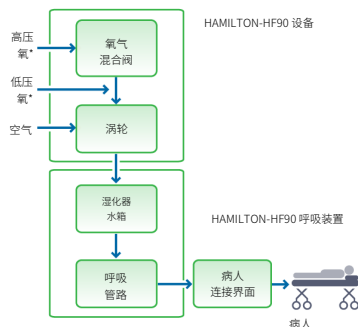 HAMILTON-HF90 设备
高压
氧*
氧气
混合阀
低压
氧*
空气
涡轮
湿化器
水箱
HAMILTON-HF90 呼吸装置
呼吸
管路
病人
连接界面
病人